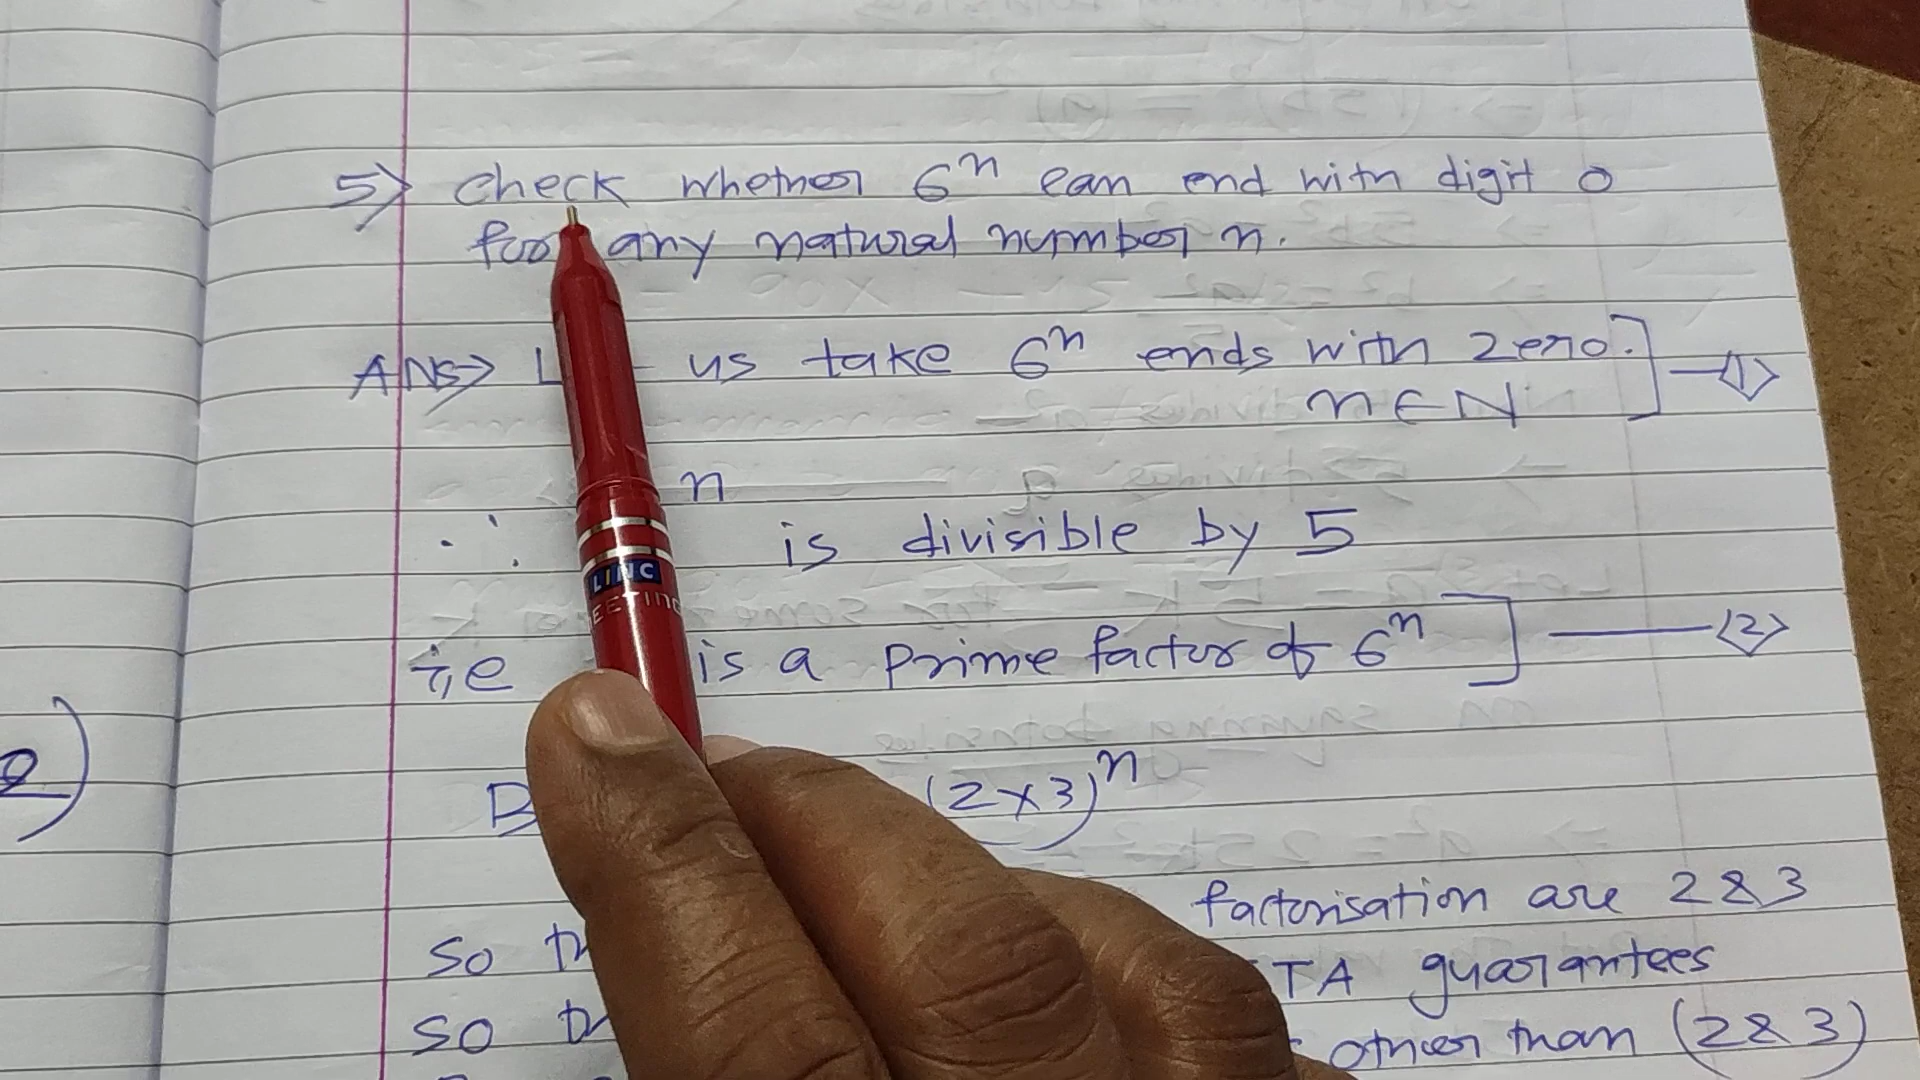 5) Check whether 6ⁿ can end with digit 0
for any natural number n.
ANS→ us take 6ⁿ ends with zero.
n∈N <1>
∴ n is divisible by 5
i,e is a prime factor of 6ⁿ <2>
LINC
(2×3)ⁿ
factorisation are 2 & 3
So TA guarantees
So other than (2 & 3)